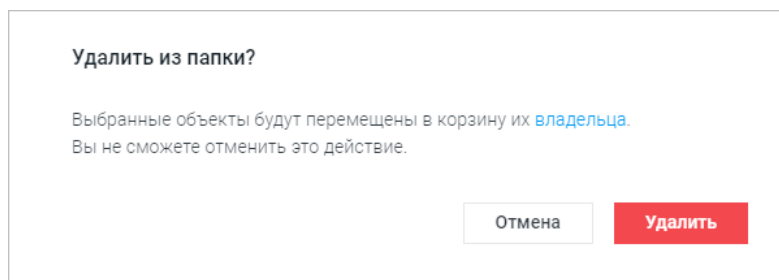 Удалить из папки?
Выбранные объекты будут перемещены в корзину их владельца.
Вы не сможете отменить это действие.
Отмена
Удалить